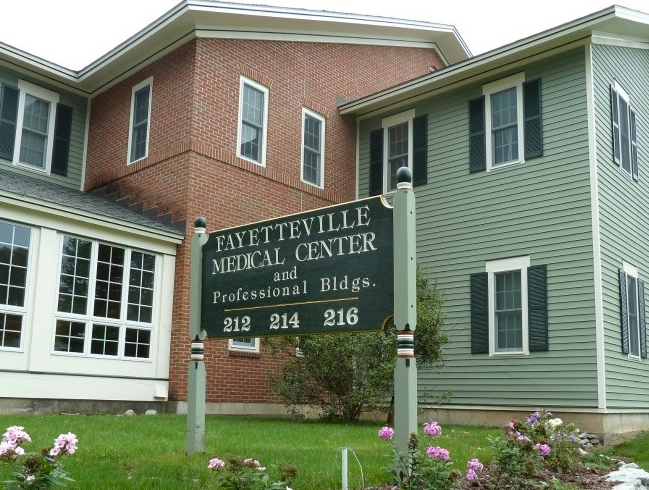 FAYETTEVILLE
MEDICAL CENTER
and
Professional Bldgs.
212 214 216